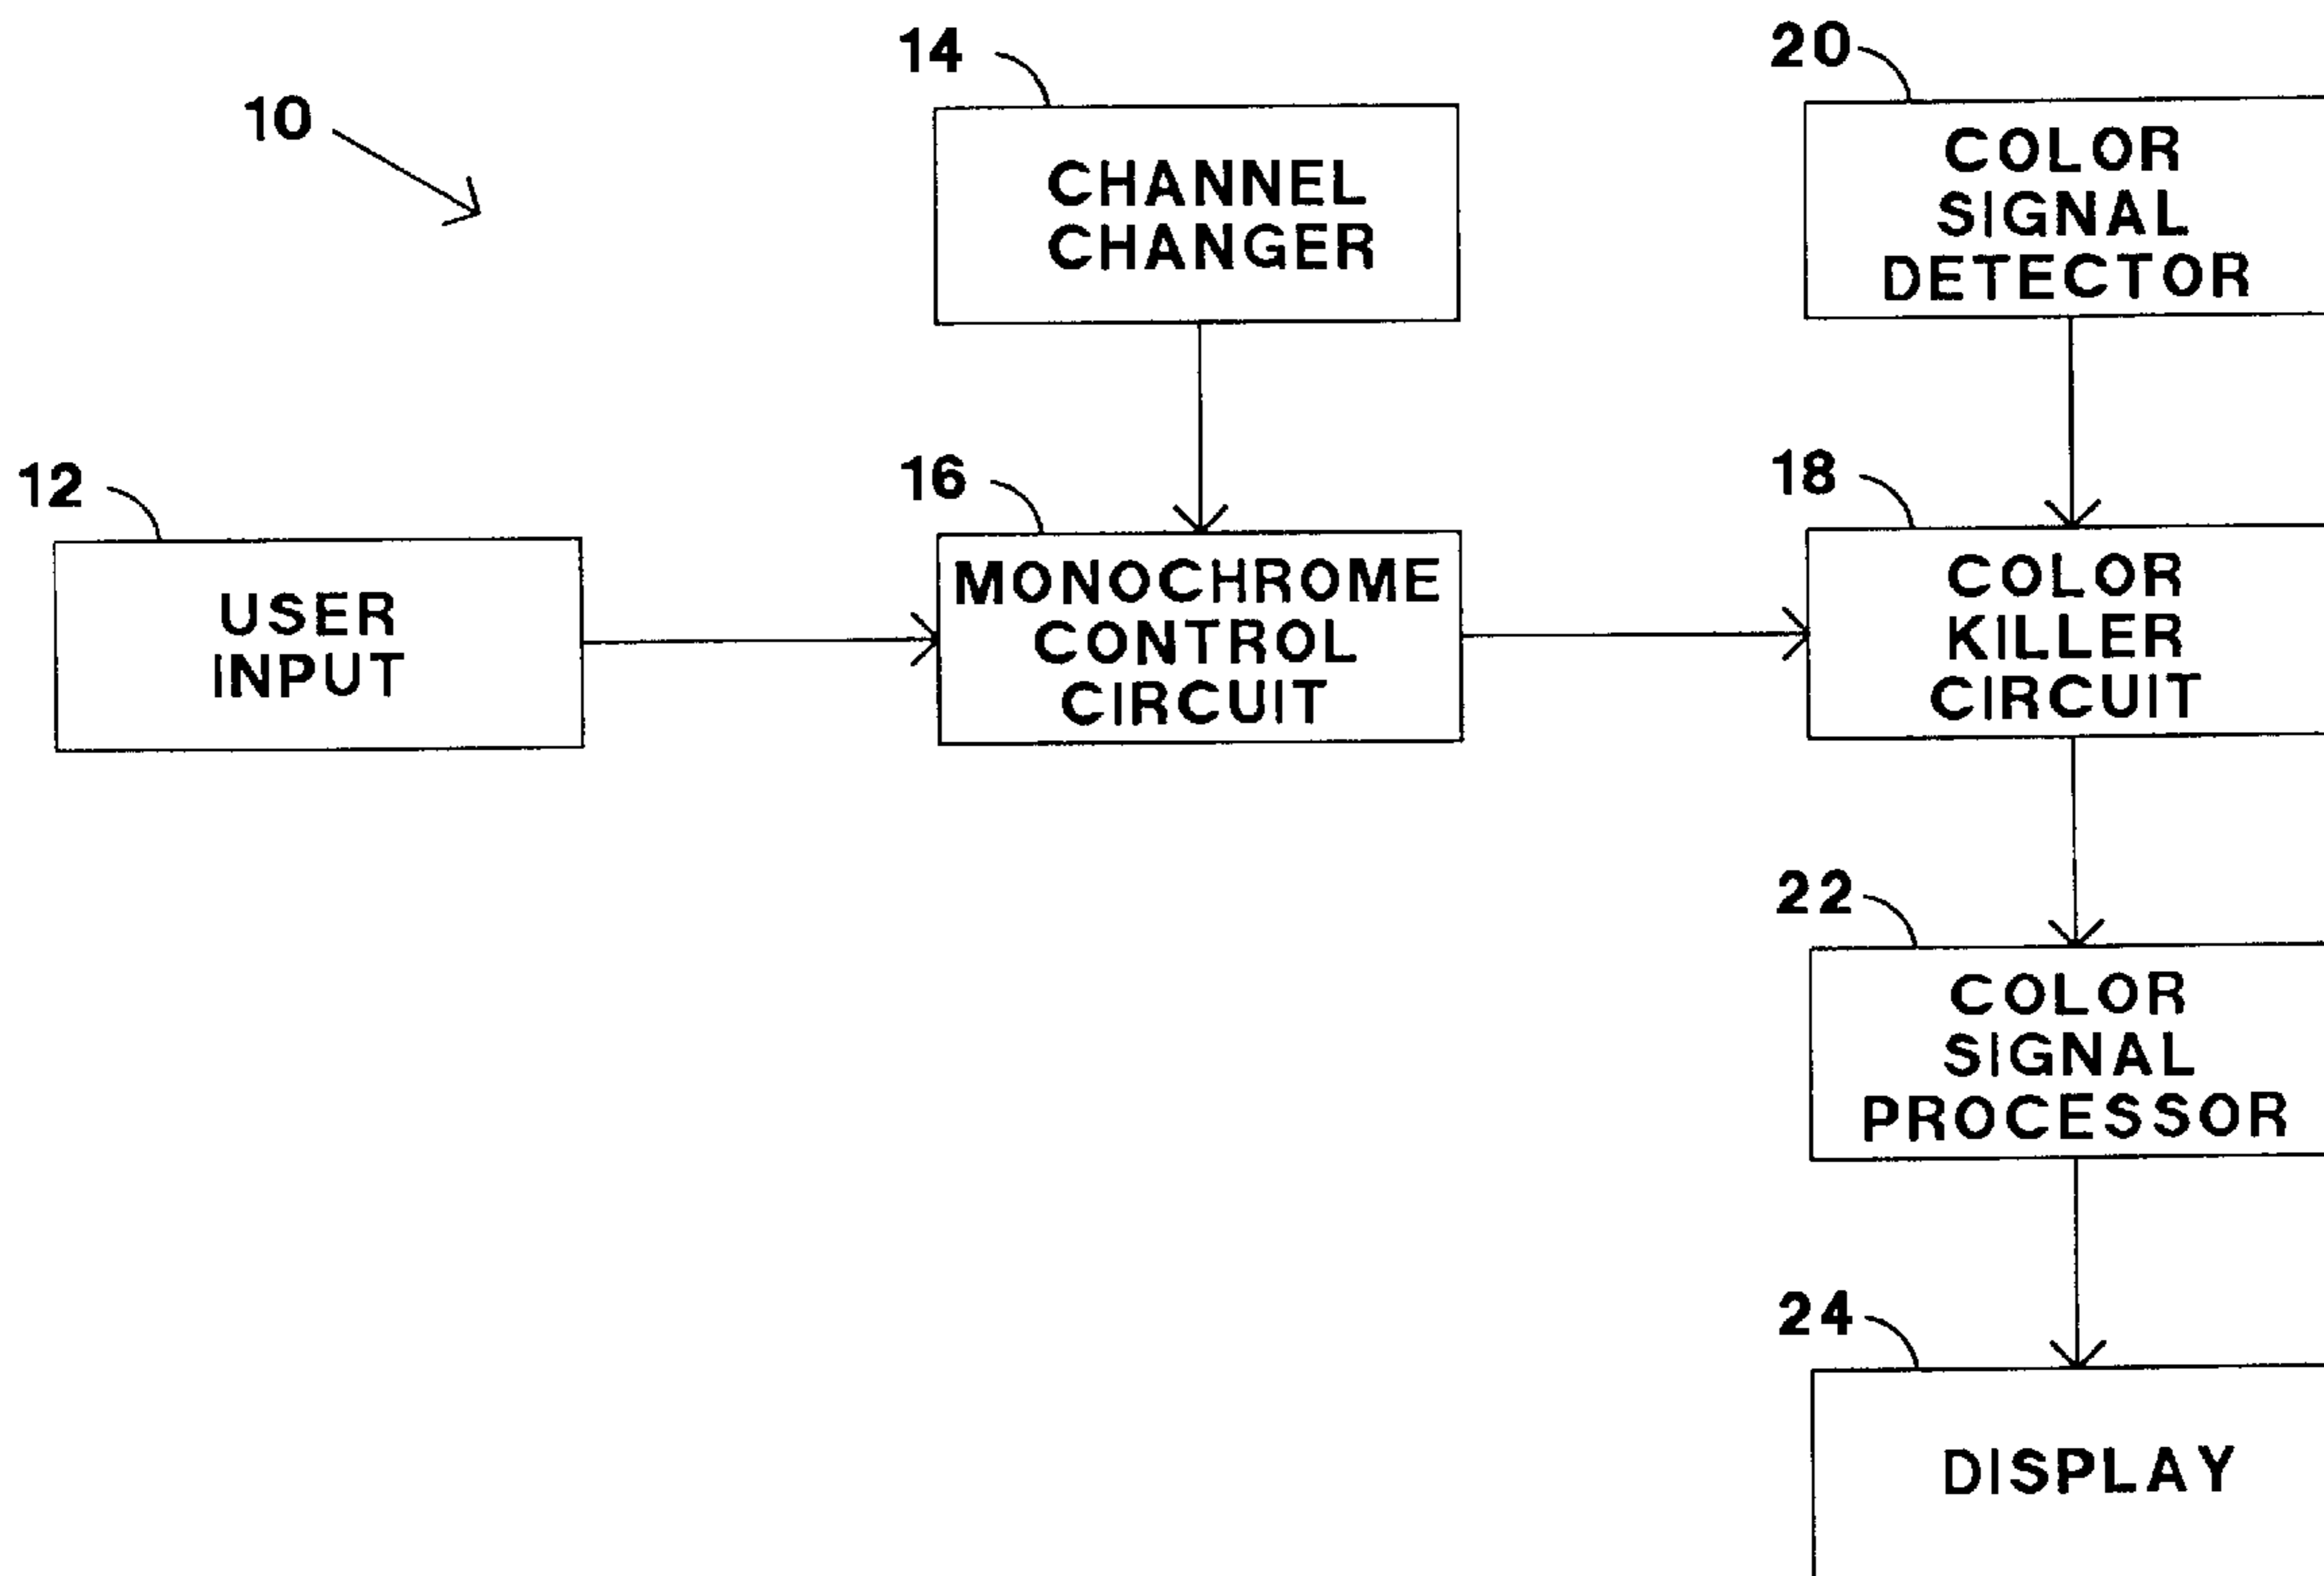 10
14
CHANNEL
CHANGER
20
COLOR
SIGNAL
DETECTOR
12
USER
INPUT
16
MONOCHROME
CONTROL
CIRCUIT
18
COLOR
KILLER
CIRCUIT
22
COLOR
SIGNAL
PROCESSOR
24
DISPLAY